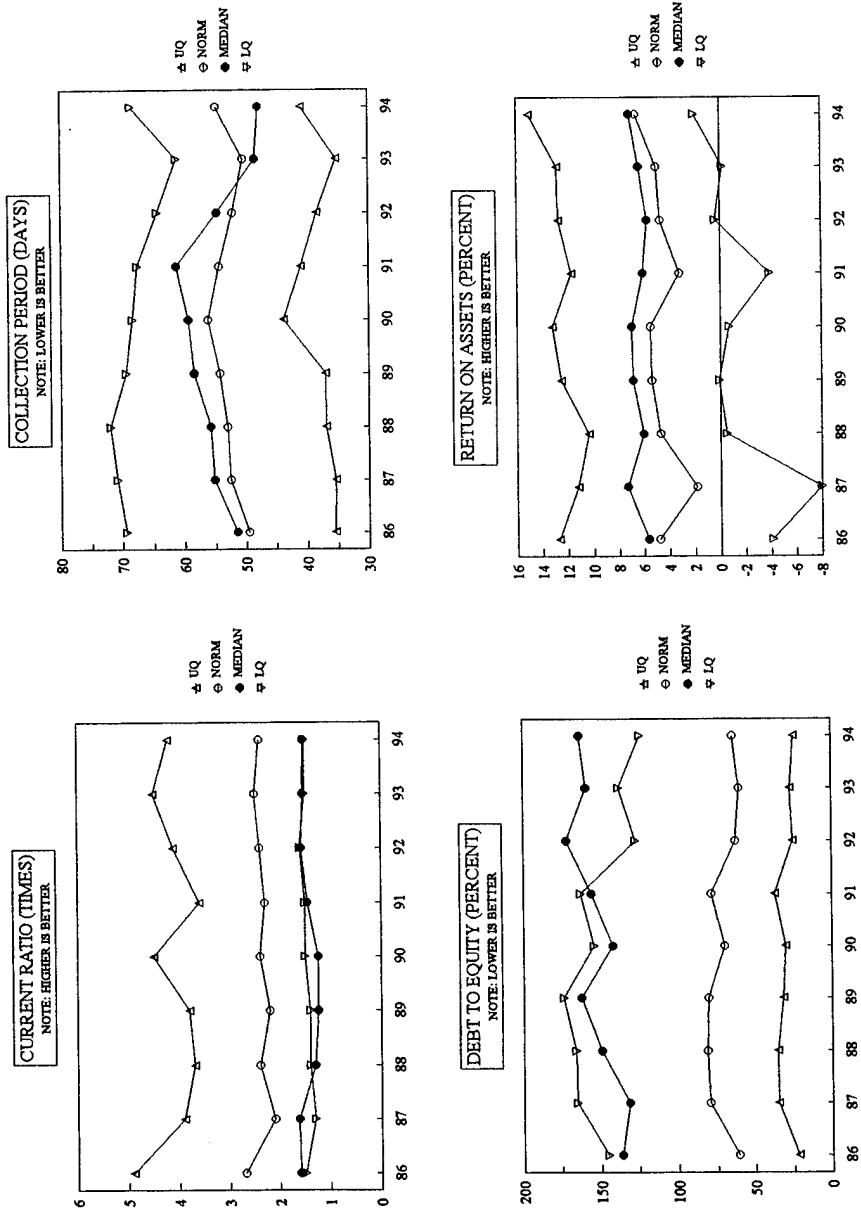 CURRENT RATIO (TIMES)
NOTE: HIGHER IS BETTER
6
5
4
3
2
1
0
86
87
88
89
90
91
92
93
94
UQ
NORM
MEDIAN
LQ
COLLECTION PERIOD (DAYS)
NOTE: LOWER IS BETTER
80
70
60
50
40
30
86
87
88
89
90
91
92
93
94
UQ
NORM
MEDIAN
LQ
DEBT TO EQUITY (PERCENT)
NOTE: LOWER IS BETTER
200
150
100
50
0
86
87
88
89
90
91
92
93
94
UQ
NORM
MEDIAN
LQ
RETURN ON ASSETS (PERCENT)
NOTE: HIGHER IS BETTER
16
14
12
10
8
6
4
2
0
-2
-4
-6
-8
86
87
88
89
90
91
92
93
94
UQ
NORM
MEDIAN
LQ